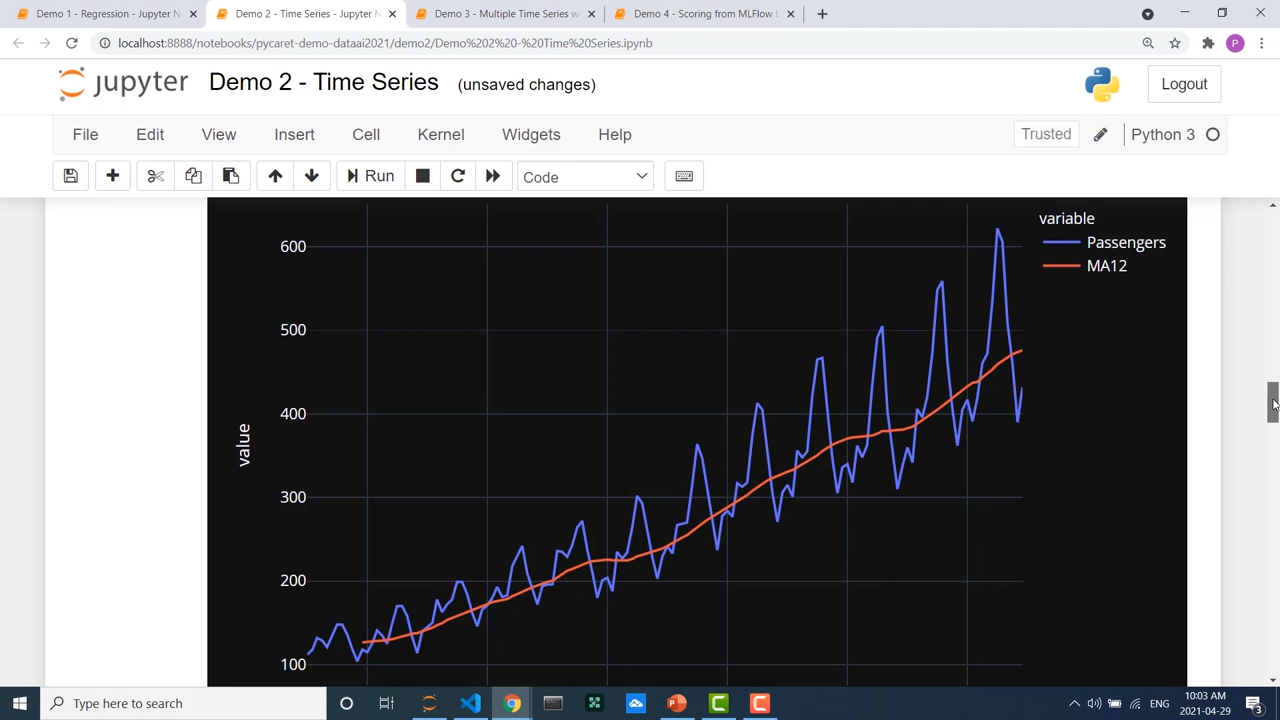 Demo 1 - Regression - Jupyter N
Demo 2 - Time Series - Jupyter N
Demo 3 - Multiple Time Series w
Demo 4 - Scoring from MLFlow
localhost:8888/notebooks/pycaret-demo-dataai2021/demo2/Demo%202%20-%20Time%20Series.ipynb
P
jupyter
Demo 2 - Time Series
(unsaved changes)
Logout
File
Edit
View
Insert
Cell
Kernel
Widgets
Help
Trusted
Python 3
Run
Code
variable
Passengers
MA12
600
500
400
300
200
100
value
Type here to search
ENG
10:03 AM
2021-04-29
3